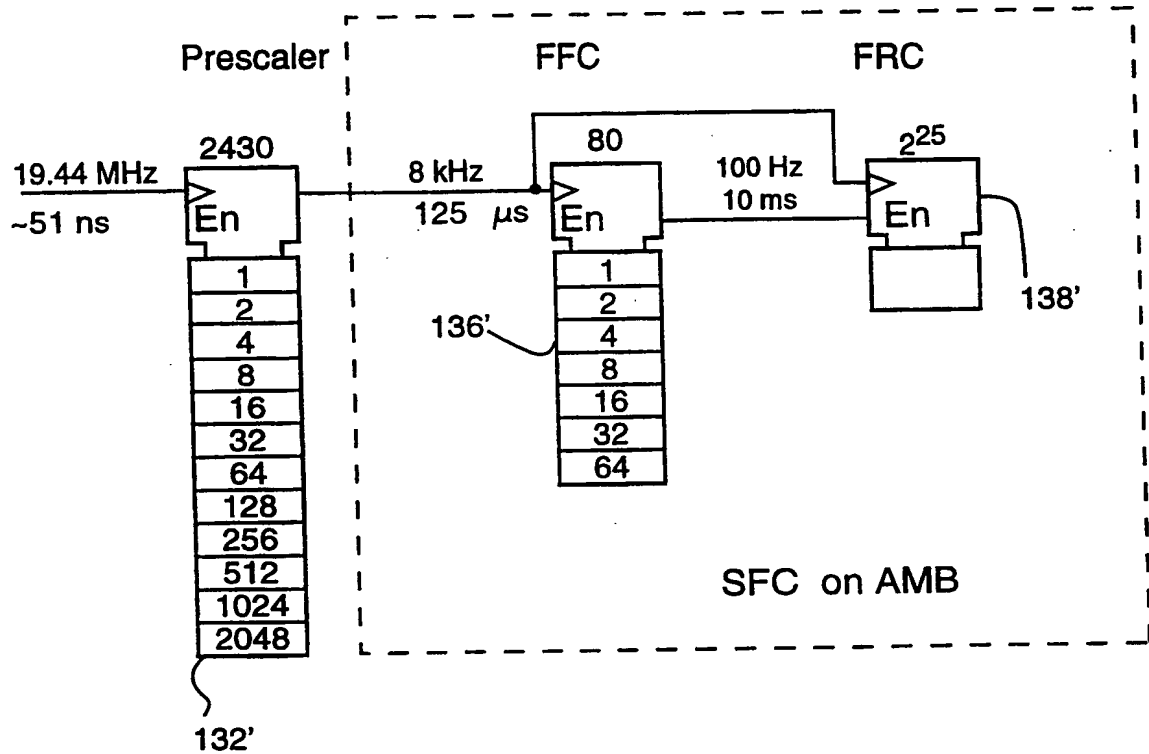 Prescaler
FFC
FRC
2430
80
2²⁵
19.44 MHz
~51 ns
En
8 kHz
125 µs
En
100 Hz
10 ms
En
1
2
4
8
16
32
64
128
256
512
1024
2048
1
2
4
8
16
32
64
136'
138'
SFC on AMB
132'